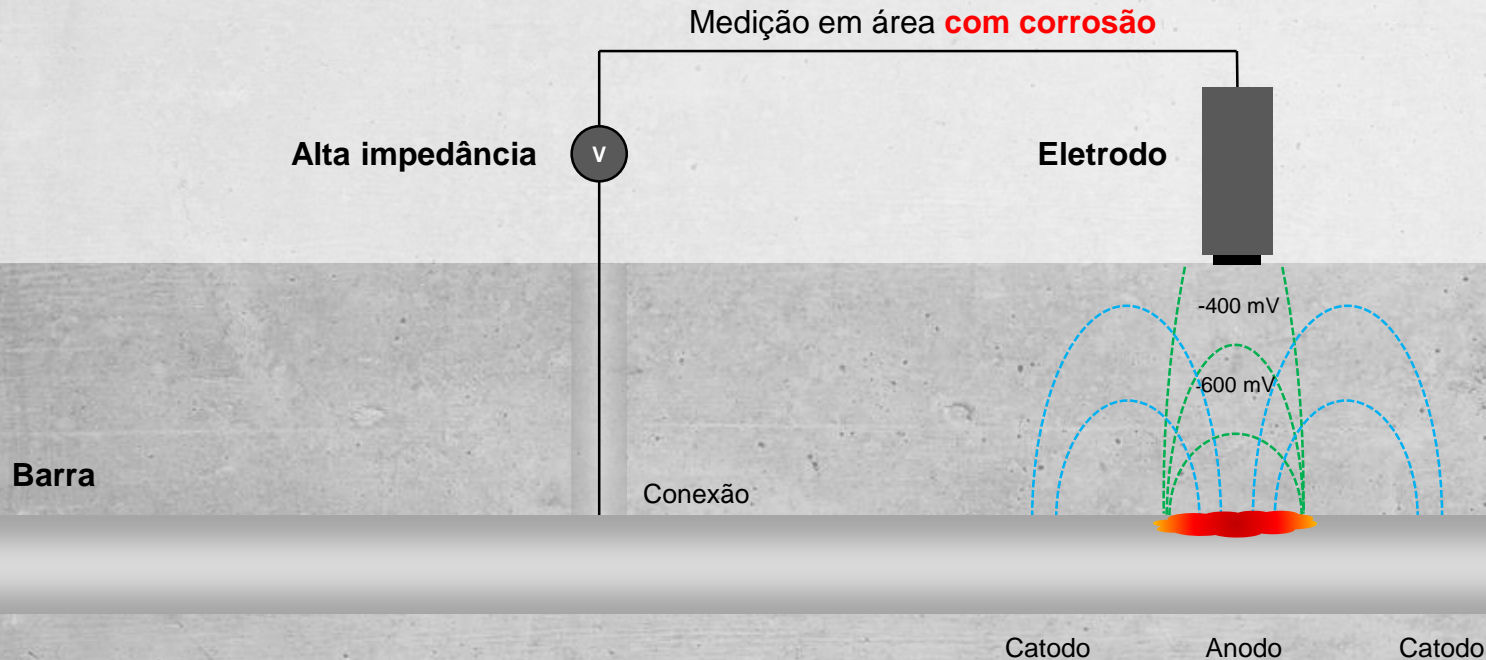 Medição em área com corrosão
Alta impedância
V
Eletrodo
-400 mV
-600 mV
Barra
Conexão
Catodo
Anodo
Catodo